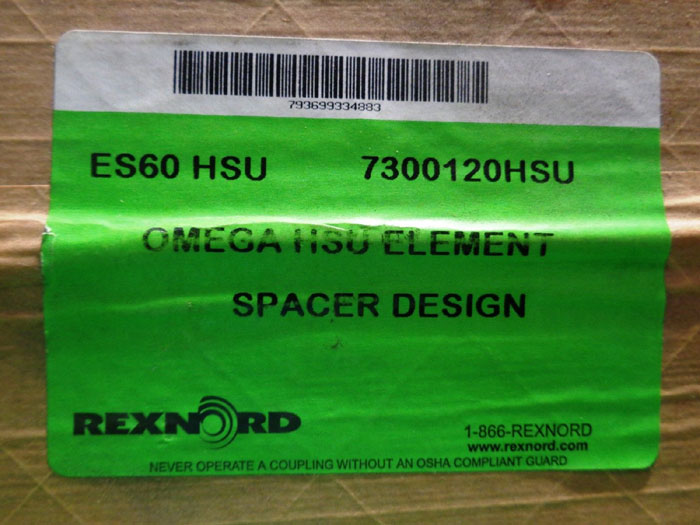 793699334883
ES60 HSU 7300120HSU
OMEGA HSU ELEMENT
SPACER DESIGN
REXNORD 1-866-REXNORD
www.rexnord.com
NEVER OPERATE A COUPLING WITHOUT AN OSHA COMPLIANT GUARD